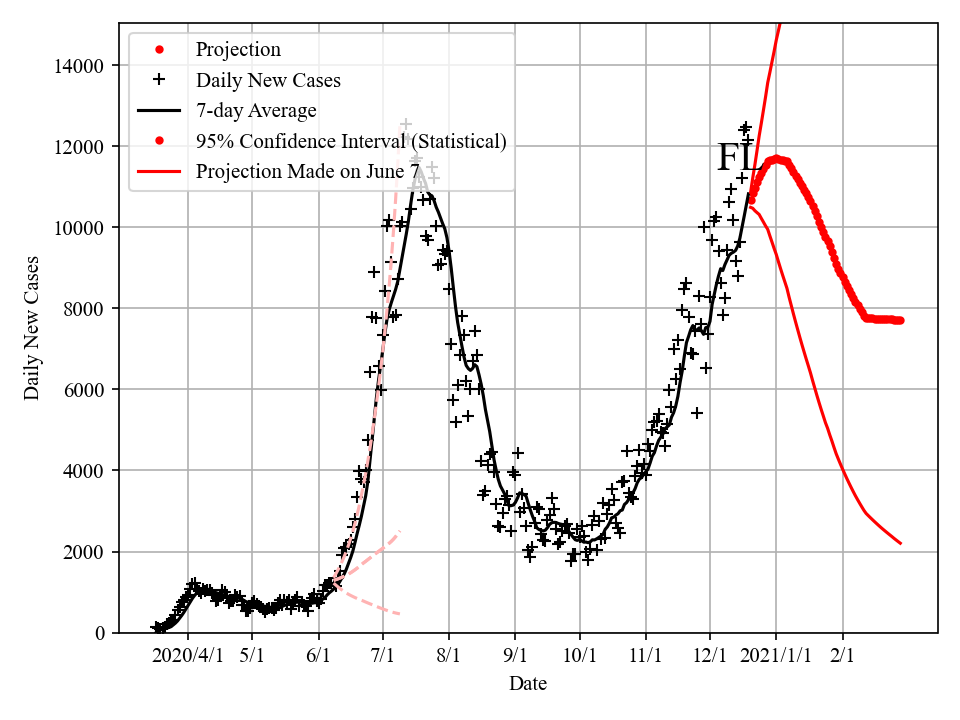 Projection
Daily New Cases
7-day Average
95% Confidence Interval (Statistical)
Projection Made on June 7
FL
14000
12000
10000
8000
6000
4000
2000
0
Daily New Cases
2020/4/1 5/1 6/1 7/1 8/1 9/1 10/1 11/1 12/1 2021/1/1 2/1
Date